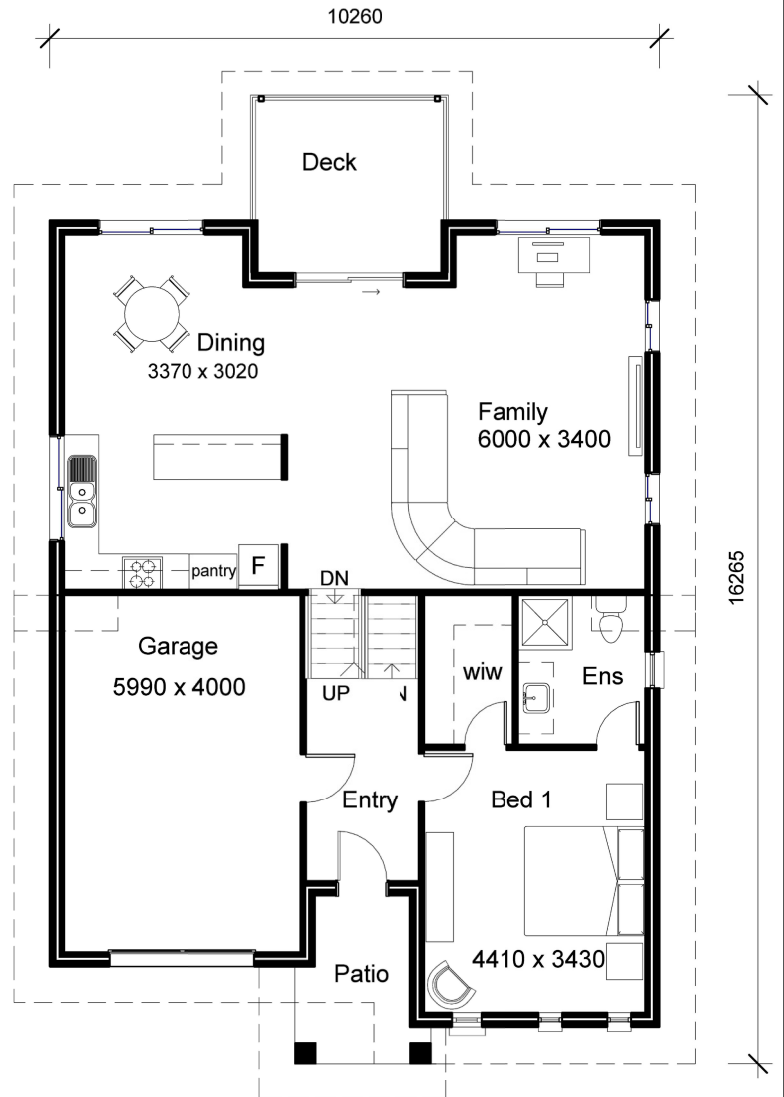 10260
Deck
Dining
3370 x 3020
Family
6000 x 3400
pantry
F
DN
16265
Garage
5990 x 4000
UP
wiw
Ens
Entry
Bed 1
4410 x 3430
Patio